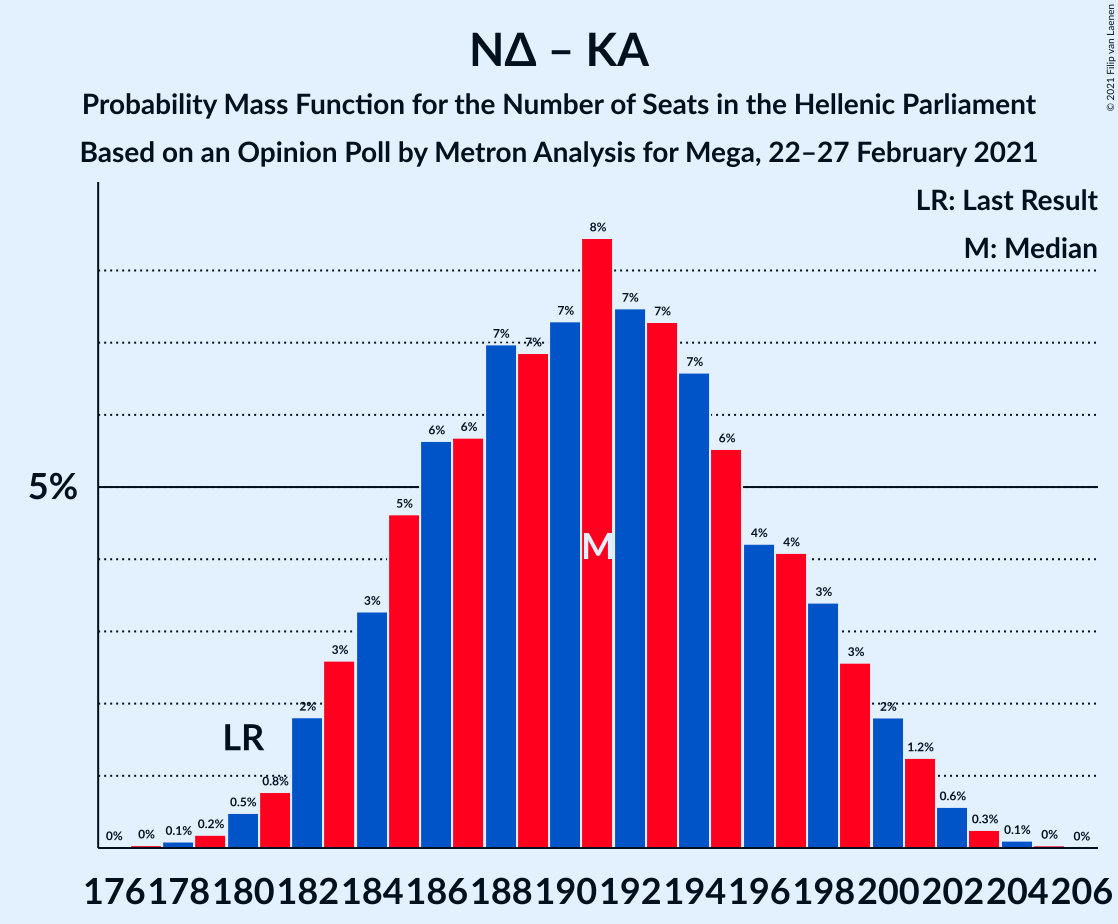 ΝΔ – ΚΑ
Probability Mass Function for the Number of Seats in the Hellenic Parliament
Based on an Opinion Poll by Metron Analysis for Mega, 22–27 February 2021
© 2021 Filip van Laenen
LR: Last Result
M: Median
5%
0% 0% 0.1% 0.2% 0.5% 0.8% 2% 3% 3% 5% 6% 6% 7% 7% 7% 8% 7% 7% 7% 6% 4% 4% 3% 3% 2% 1.2% 0.6% 0.3% 0.1% 0% 0%
LR
M
176 178 180 182 184 186 188 190 192 194 196 198 200 202 204 206